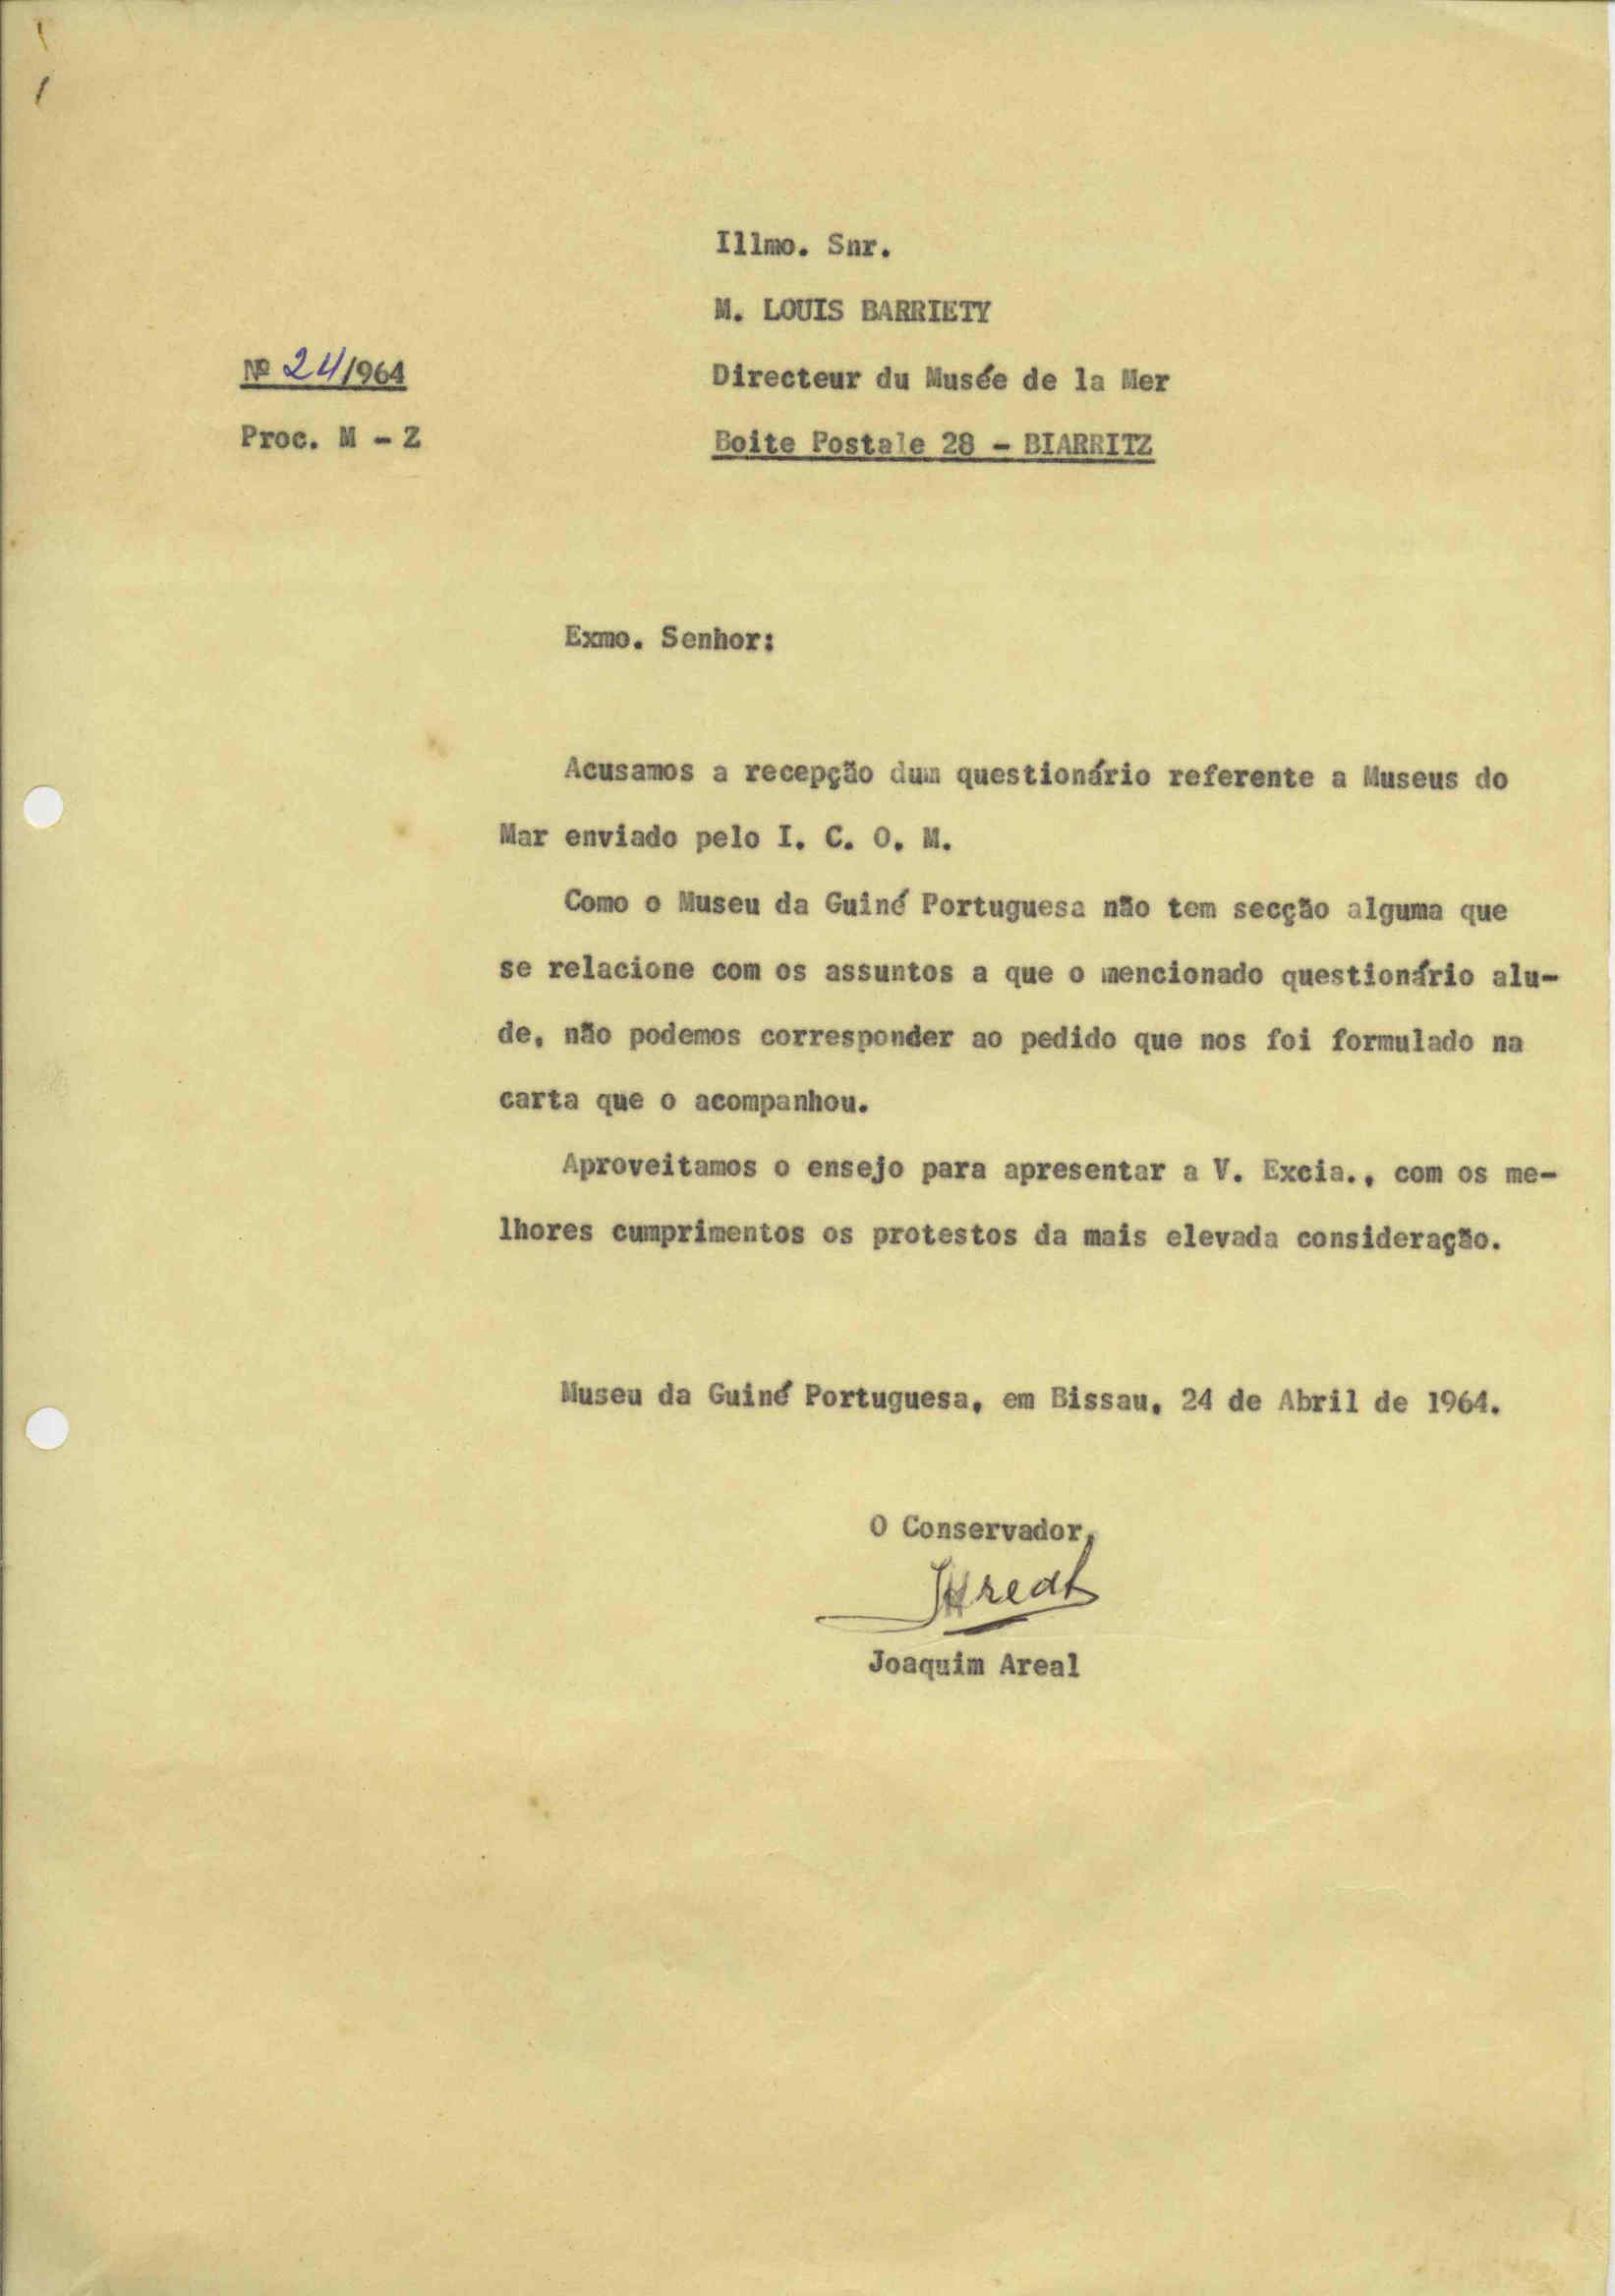 Illmo. Snr.
M. LOUIS BARRIETY
Nº 24/964
Directeur du Musée de la Mer
Proc. M - Z
Boite Postale 28 - BIARRITZ
Exmo. Senhor:
Acusamos a recepção dum questionário referente a Museus do
Mar enviado pelo I. C. O. M.
Como o Museu da Guiné Portuguesa não tem secção alguma que
se relacione com os assuntos a que o mencionado questionário alu-
de, não podemos corresponder ao pedido que nos foi formulado na
carta que o acompanhou.
Aproveitamos o ensejo para apresentar a V. Excia., com os me-
lhores cumprimentos os protestos da mais elevada consideração.
Museu da Guiné Portuguesa, em Bissau, 24 de Abril de 1964.
O Conservador,
JAreal
Joaquim Areal